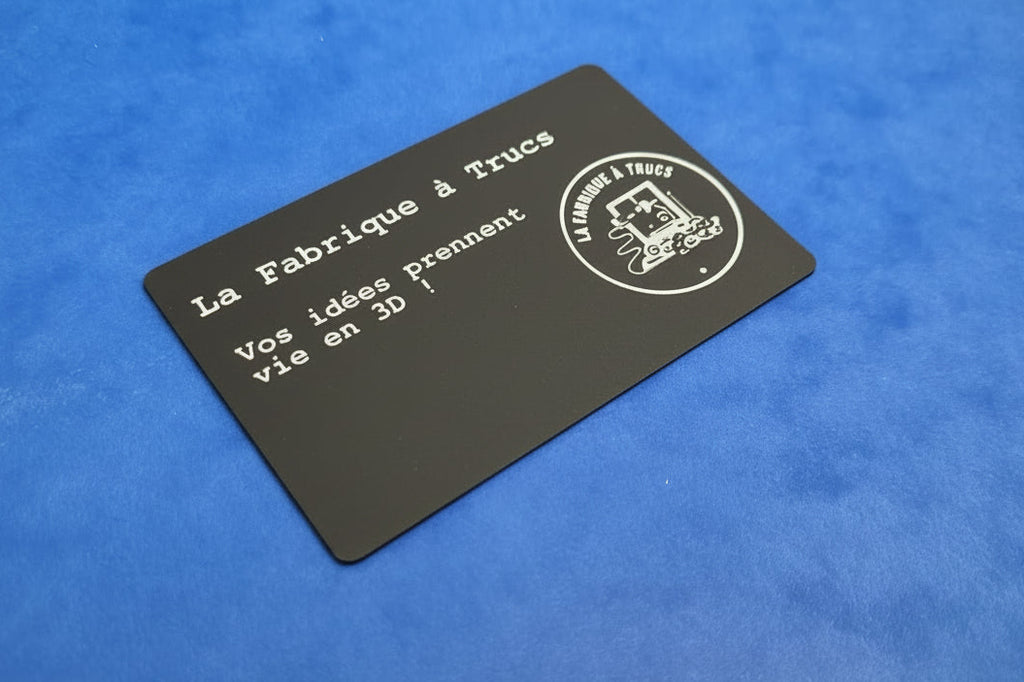 La Fabrique à Trucs
Vos idées prennent
vie en 3D !
LA FABRIQUE À TRUCS